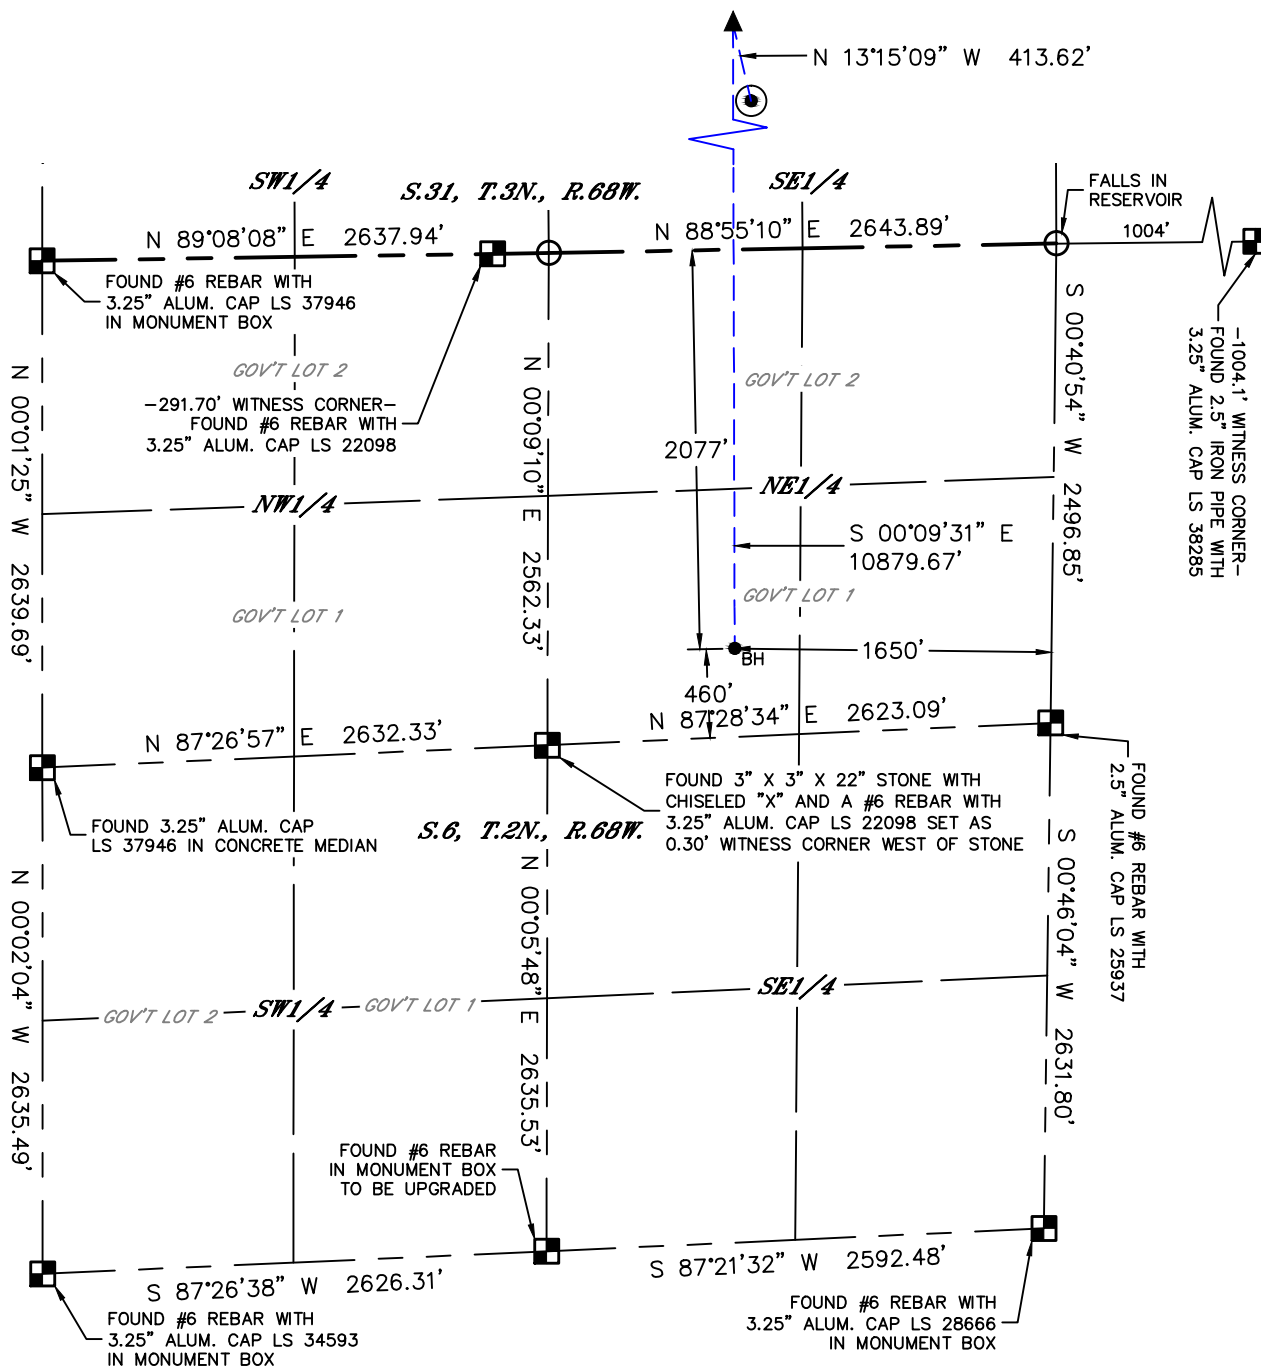 N 13°15'09" W 413.62'
SW1/4
S.31, T.3N., R.68W.
SE1/4
FALLS IN
RESERVOIR
N 89°08'08" E 2637.94'
N 88°55'10" E 2643.89'
1004'
FOUND #6 REBAR WITH
3.25" ALUM. CAP LS 37946
IN MONUMENT BOX
-1004.1' WITNESS CORNER-
FOUND 2.5" IRON PIPE WITH
3.25" ALUM. CAP LS 38285
GOV'T LOT 2
GOV'T LOT 2
-291.70' WITNESS CORNER-
FOUND #6 REBAR WITH
3.25" ALUM. CAP LS 22098
N 00°01'25" W 2639.69'
N 00°09'10" E 2562.33'
2077'
S 00°40'54" W 2496.85'
NW1/4
NE1/4
S 00°09'31" E
10879.67'
GOV'T LOT 1
GOV'T LOT 1
BH
1650'
460'
N 87°26'57" E 2632.33'
N 87°28'34" E 2623.09'
FOUND 3.25" ALUM. CAP
LS 37946 IN CONCRETE MEDIAN
S.6, T.2N., R.68W.
FOUND 3" X 3" X 22" STONE WITH
CHISELED "X" AND A #6 REBAR WITH
3.25" ALUM. CAP LS 22098 SET AS
0.30' WITNESS CORNER WEST OF STONE
FOUND #6 REBAR WITH
2.5" ALUM. CAP LS 25937
N 00°02'04" W 2635.49'
N 00°05'48" E 2635.53'
S 00°46'04" W 2631.80'
GOV'T LOT 2
SW1/4
GOV'T LOT 1
SE1/4
FOUND #6 REBAR
IN MONUMENT BOX
TO BE UPGRADED
S 87°26'38" W 2626.31'
S 87°21'32" W 2592.48'
FOUND #6 REBAR WITH
3.25" ALUM. CAP LS 34593
IN MONUMENT BOX
FOUND #6 REBAR WITH
3.25" ALUM. CAP LS 28666
IN MONUMENT BOX